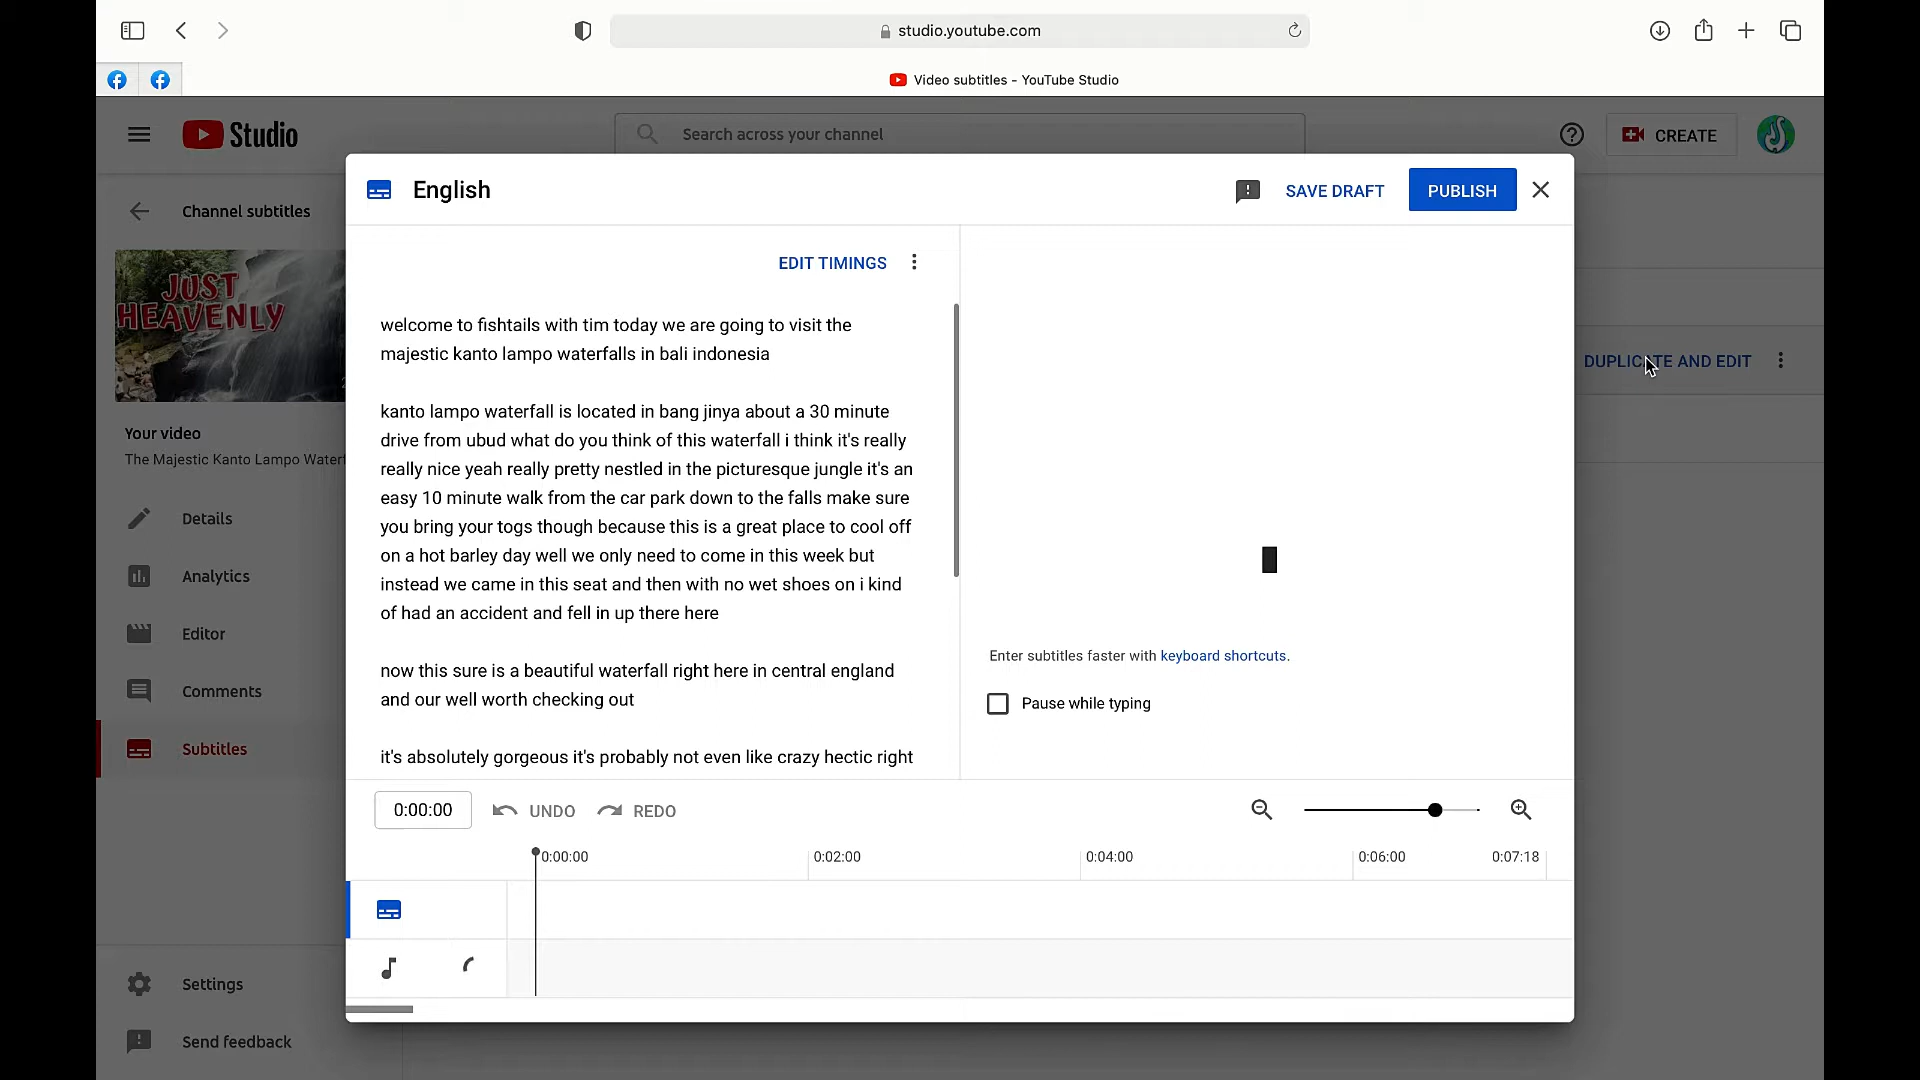 studio.youtube.com
Video subtitles - YouTube Studio
Studio
Search across your channel
CREATE
English
SAVE DRAFT
PUBLISH
Channel subtitles
JUST
HEAVENLY
Your video
The Majestic Kanto Lampo
Details
Analytics
Editor
Comments
Subtitles
Settings
Send feedback
EDIT TIMINGS
welcome to fishtails with tim today we are going to visit the
majestic kanto lampo waterfalls in bali indonesia
kanto lampo waterfall is located in bang jinya about a 30 minute
drive from ubud what do you think of this waterfall i think it's really
really nice yeah really pretty nestled in the picturesque jungle it's an
easy 10 minute walk from the car park down to the falls make sure
you bring your togs though because this is a great place to cool off
on a hot barley day well we only need to come in this week but
instead we came in this seat and then with no wet shoes on i kind
of had an accident and fell in up there here
now this sure is a beautiful waterfall right here in central england
and our well worth checking out
it's absolutely gorgeous it's probably not even like crazy hectic right
DUPLICATE AND EDIT
Enter subtitles faster with keyboard shortcuts.
Pause while typing
0:00:00
UNDO
REDO
0:00:00
0:02:00
0:04:00
0:06:00
0:07:18